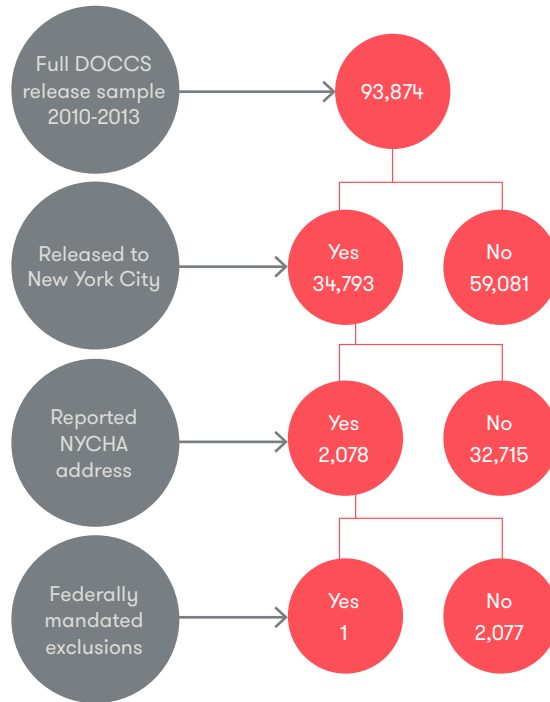 Full DOCCS
release sample
2010-2013
93,874
Released to
New York City
Yes
34,793
No
59,081
Reported
NYCHA
address
Yes
2,078
No
32,715
Federally
mandated
exclusions
Yes
1
No
2,077